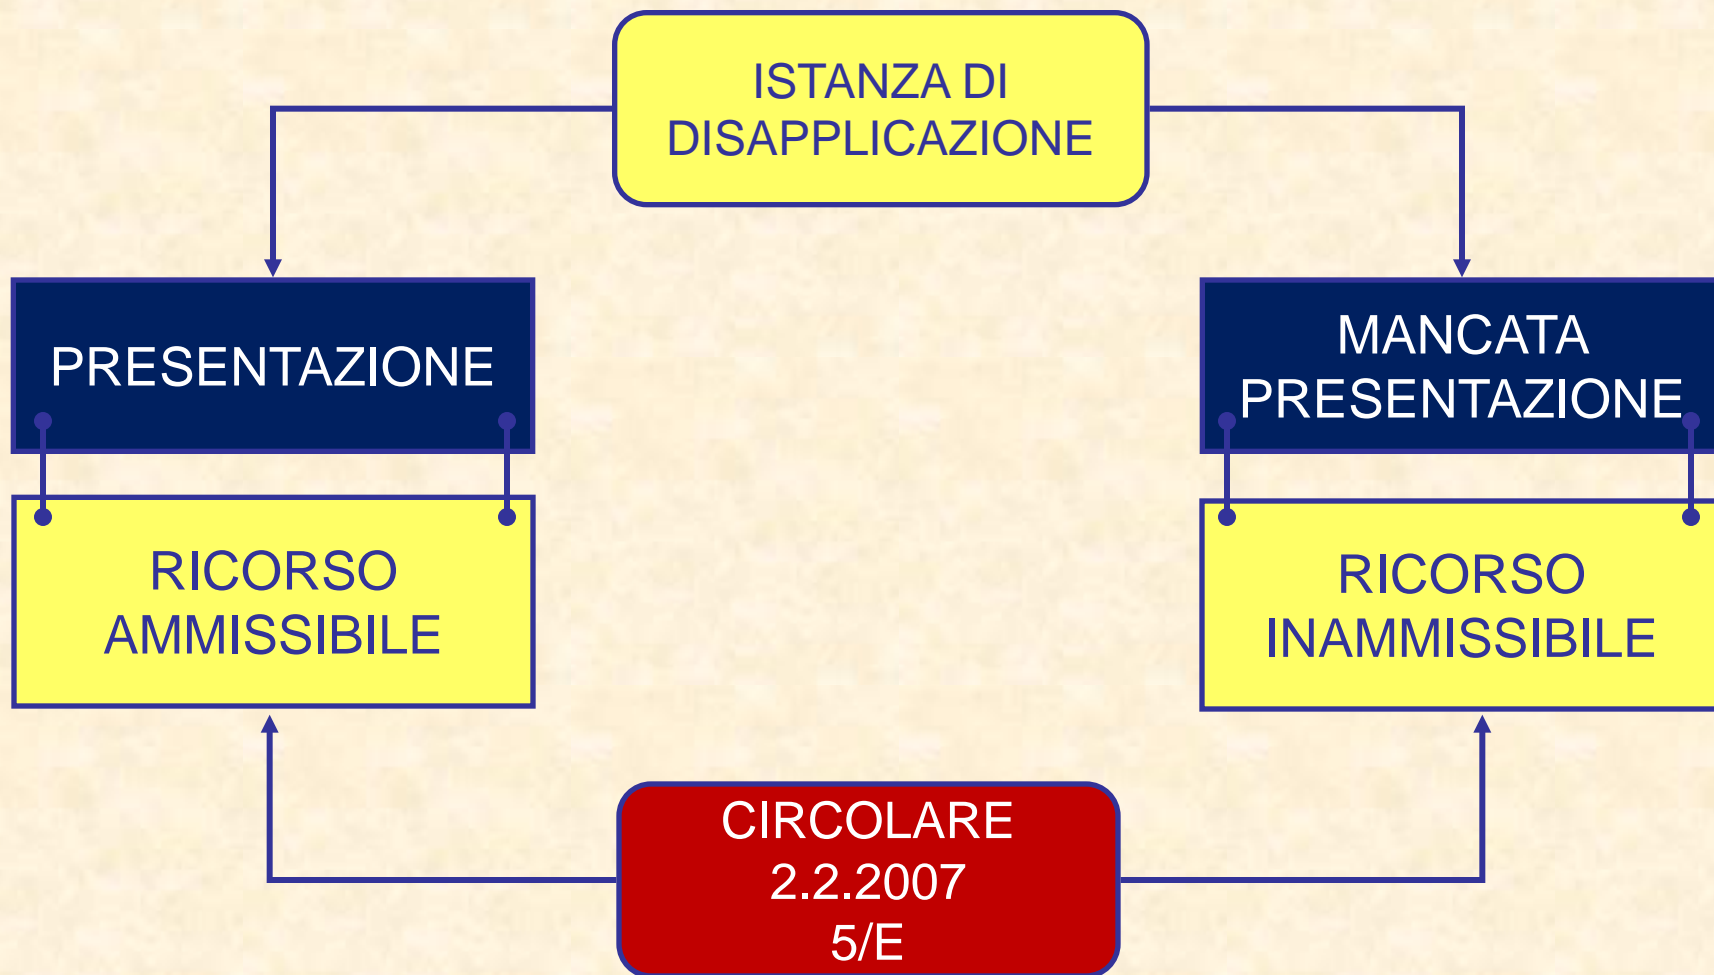 ISTANZA DI
DISAPPLICAZIONE
PRESENTAZIONE
MANCATA
PRESENTAZIONE
RICORSO
AMMISSIBILE
RICORSO
INAMMISSIBILE
CIRCOLARE
2.2.2007
5/E